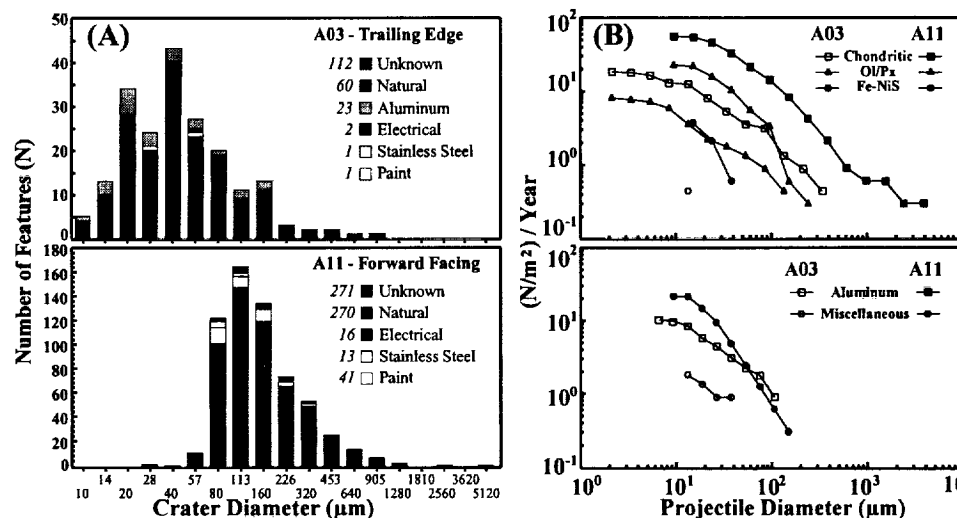 (A)
A03 - Trailing Edge
112 Unknown
60 Natural
23 Aluminum
2 Electrical
1 Stainless Steel
1 Paint
50
40
30
20
10
0
Number of Features (N)
A11 - Forward Facing
271 Unknown
270 Natural
16 Electrical
13 Stainless Steel
41 Paint
180
160
140
120
100
80
60
40
20
0
14 28 57 113 226 453 905 1810 3620
10 20 40 80 160 320 640 1280 2560 5120
Crater Diameter (µm)
(B)
A03 A11
Chondritic
Ol/Px
Fe-NiS
10²
10¹
10⁰
10⁻¹
(N/m²) / Year
A03 A11
Aluminum
Miscellaneous
10²
10¹
10⁰
10⁻¹
10⁰ 10¹ 10² 10³ 10⁴
Projectile Diameter (µm)